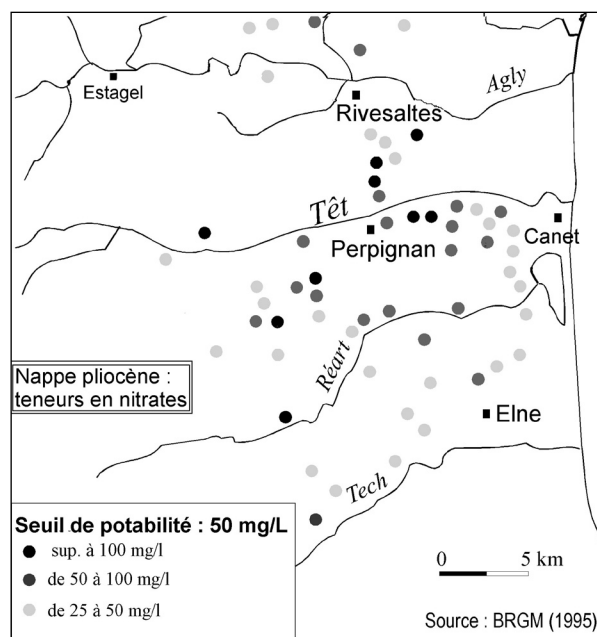 Agly
Estagel
Rivesaltes
Têt
Perpignan
Canet
Nappe pliocène :
teneurs en nitrates
Réart
Elne
Tech
Seuil de potabilité : 50 mg/L
sup. à 100 mg/l
de 50 à 100 mg/l
de 25 à 50 mg/l
0 5 km
Source : BRGM (1995)